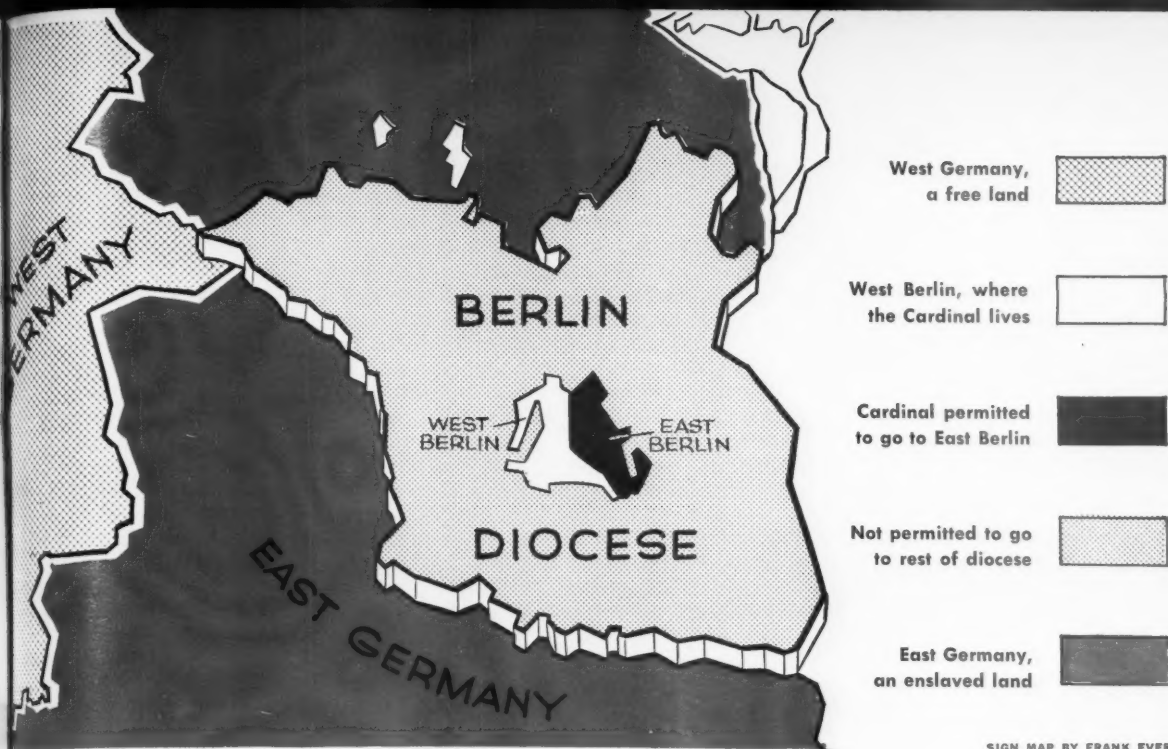 WEST
GERMANY
BERLIN
WEST
BERLIN
EAST
BERLIN
DIOCESE
EAST GERMANY
West Germany,
a free land
West Berlin, where
the Cardinal lives
Cardinal permitted
to go to East Berlin
Not permitted to go
to rest of diocese
East Germany,
an enslaved land
SIGN MAP BY FRANK EVER